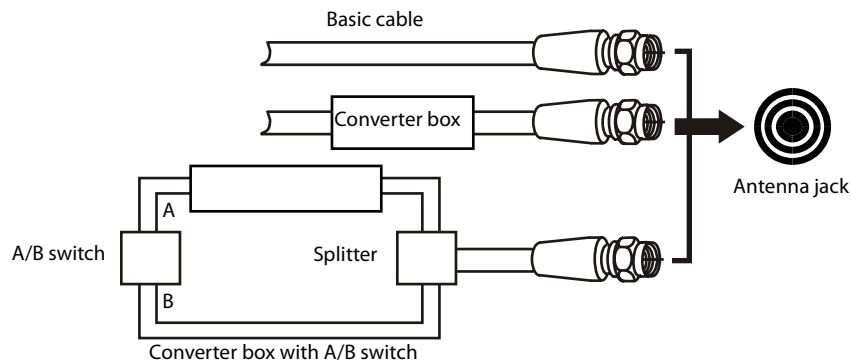 Basic cable
Converter box
Antenna jack
A
A/B switch
Splitter
B
Converter box with A/B switch